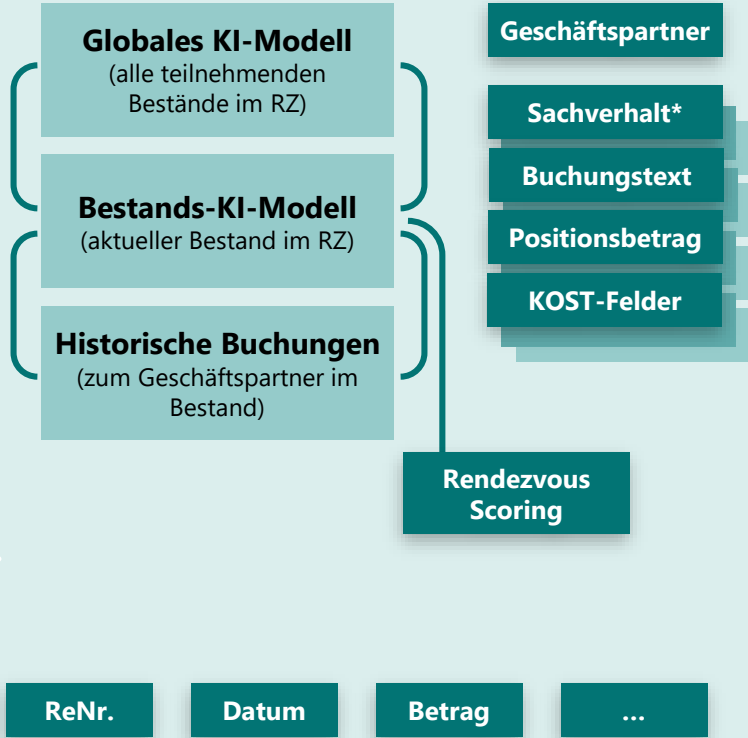 Globales KI-Modell
(alle teilnehmenden
Bestände im RZ)
Bestands-KI-Modell
(aktueller Bestand im RZ)
Historische Buchungen
(zum Geschäftspartner im
Bestand)
Geschäftspartner
Sachverhalt*
Buchungstext
Positionsbetrag
KOST-Felder
Rendezvous
Scoring
ReNr.
Datum
Betrag
...